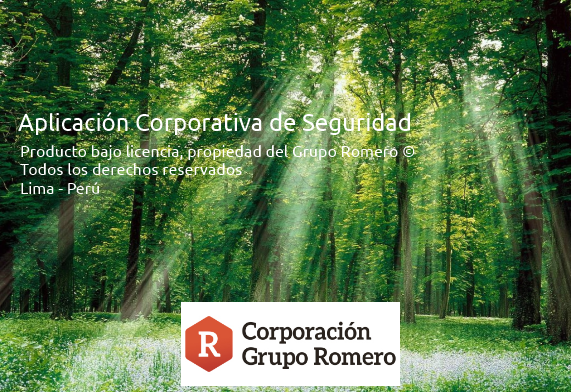 Aplicación Corporativa de Seguridad
Producto bajo licencia, propiedad del Grupo Romero ©
Todos los derechos reservados
Lima - Perú
R
Corporación
Grupo Romero